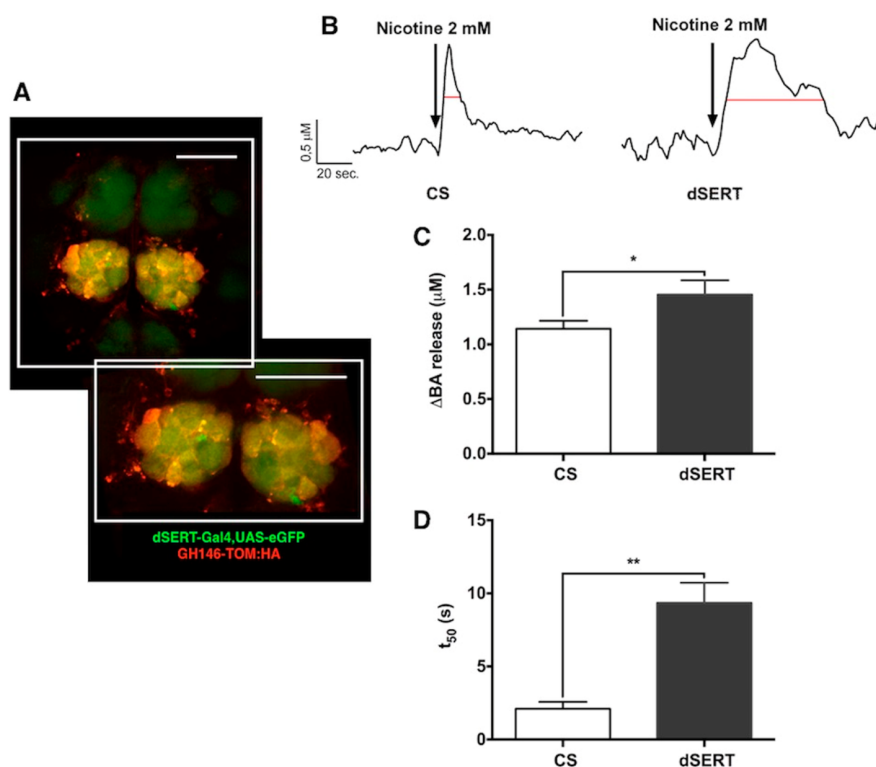 A
dSERT-Gal4,UAS-eGFP
GH146-TOM:HA
B
Nicotine 2 mM
Nicotine 2 mM
0,5 μM
20 sec.
CS
dSERT
C
ΔBA release (μM)
2.0
1.5
1.0
0.5
0.0
*
CS
dSERT
D
t50 (s)
15
10
5
0
**
CS
dSERT